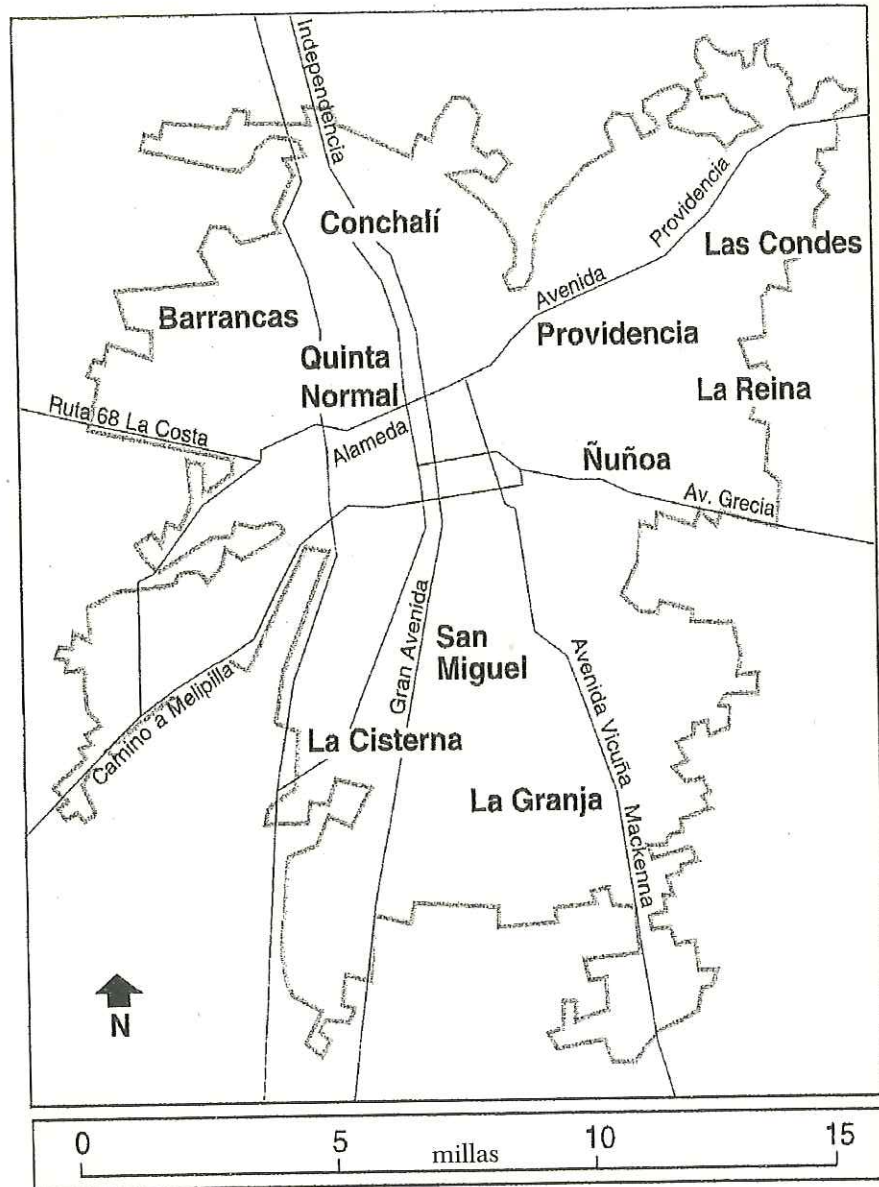 Independencia
Conchalí
Providencia
Las Condes
Avenida
Barrancas
Providencia
Quinta
Normal
La Reina
Ruta 68 La Costa
Alameda
Ñuñoa
Av. Grecia
Gran Avenida
San
Miguel
Avenida Vicuña Mackenna
Camino a Melipilla
La Cisterna
La Granja
N
0 5 10 15
millas